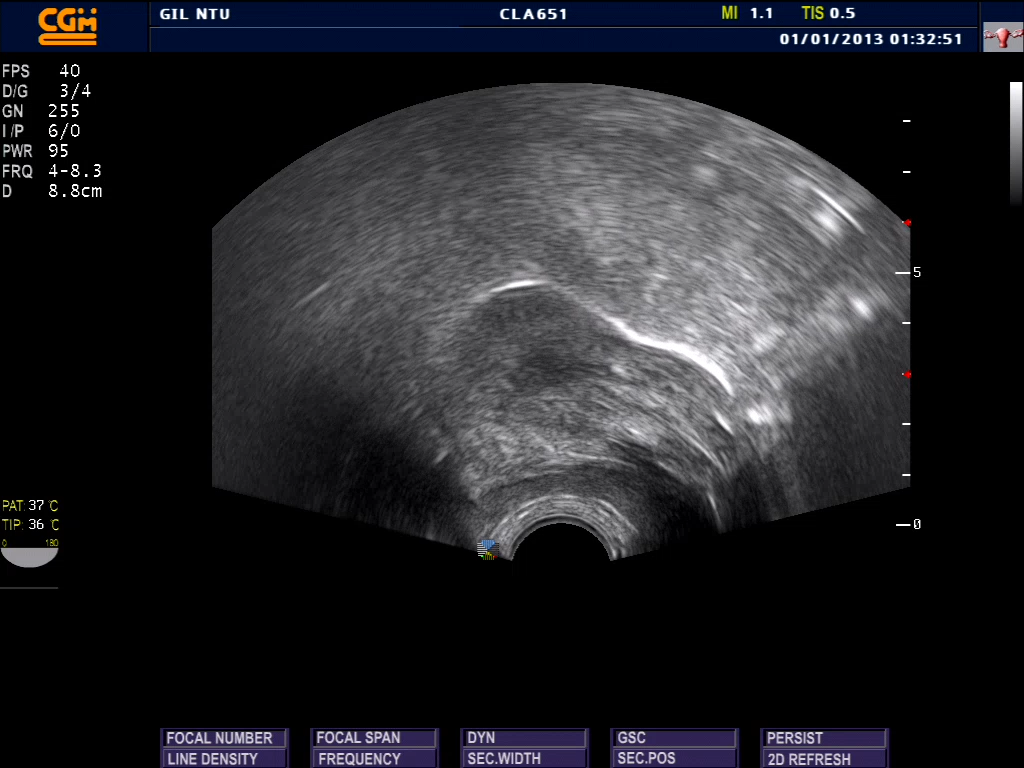 CGM
GIL NTU
CLA651
MI 1.1 TIS 0.5
01/01/2013 01:32:51
FPS 40
D/G 3/4
GN 255
I/P 6/0
PWR 95
FRQ 4-8.3
D 8.8cm
5
PAT: 37 °C
TIP: 36 °C
0 180
0
FOCAL NUMBER
FOCAL SPAN
DYN
GSC
PERSIST
LINE DENSITY
FREQUENCY
SEC.WIDTH
SEC.POS
2D REFRESH